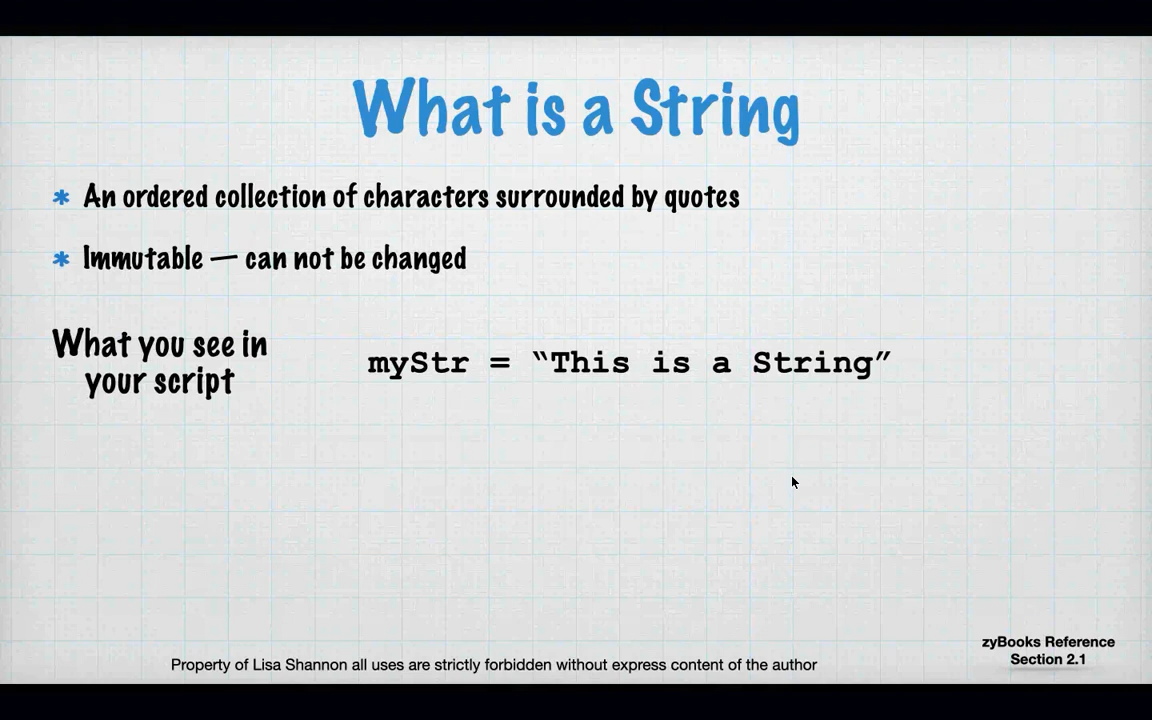 What is a String
* An ordered collection of characters surrounded by quotes
* Immutable — can not be changed
What you see in
your script
myStr = “This is a String”
zyBooks Reference
Section 2.1
Property of Lisa Shannon all uses are strictly forbidden without express content of the author